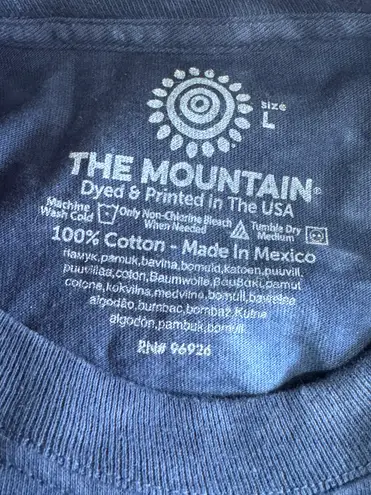 size
L
THE MOUNTAIN®
Dyed & Printed in The USA
Machine Wash Cold Only Non-Chlorine Bleach When Needed Tumble Dry Medium
100% Cotton - Made In Mexico
Памук,pamuk,bavlna,bomuld,katoen,puuvill,
puuvillaa,coton,Baumwolle,Βαμβάκι,pamut
cotone,kokvilna,medvilnė,bomull,bawełna
algodão,bumbac,bombaž,Kutna
algodón,pambuk,bomull
RN# 96926